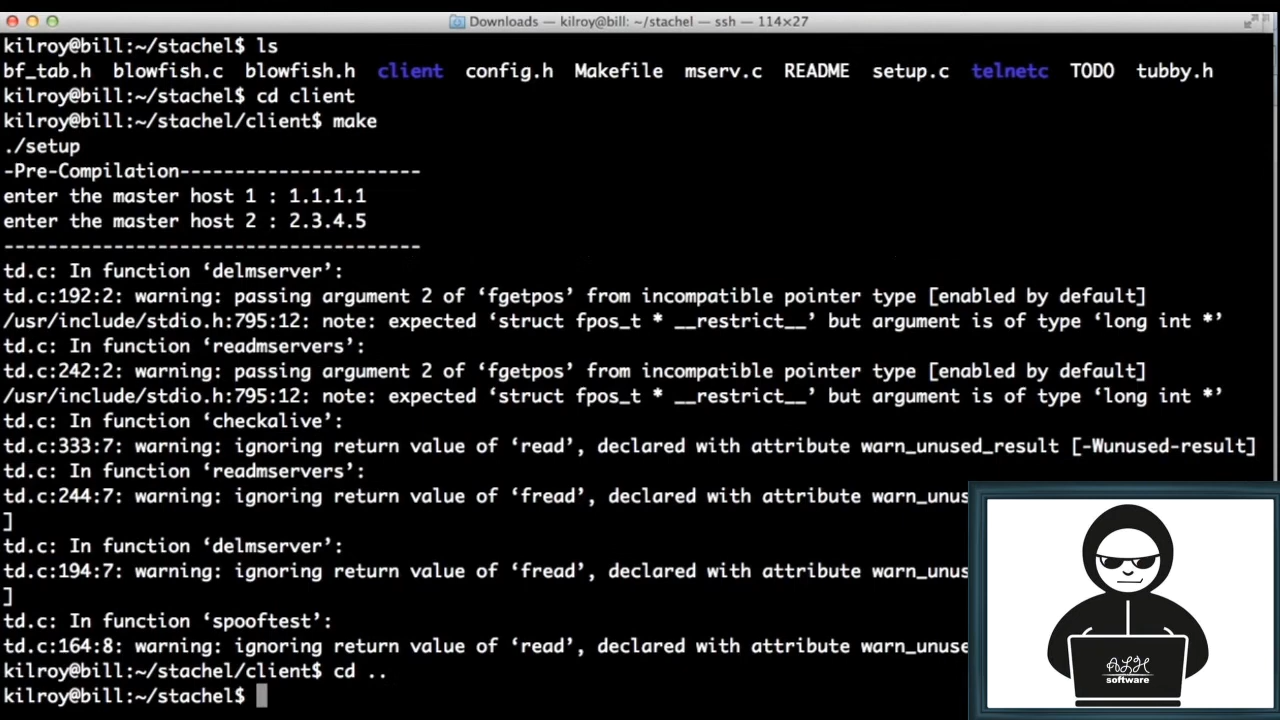 Downloads — kilroy@bill: ~/stachel — ssh — 114×27
kilroy@bill:~/stachel$ ls
bf_tab.h blowfish.c blowfish.h client config.h Makefile mserv.c README setup.c telnetc TODO tubby.h
kilroy@bill:~/stachel$ cd client
kilroy@bill:~/stachel/client$ make
./setup
-Pre-Compilation----------------------
enter the master host 1 : 1.1.1.1
enter the master host 2 : 2.3.4.5
--------------------------------------
td.c: In function ‘delmserver’:
td.c:192:2: warning: passing argument 2 of ‘fgetpos’ from incompatible pointer type [enabled by default]
/usr/include/stdio.h:795:12: note: expected ‘struct fpos_t * __restrict__’ but argument is of type ‘long int *’
td.c: In function ‘readmservers’:
td.c:242:2: warning: passing argument 2 of ‘fgetpos’ from incompatible pointer type [enabled by default]
/usr/include/stdio.h:795:12: note: expected ‘struct fpos_t * __restrict__’ but argument is of type ‘long int *’
td.c: In function ‘checkalive’:
td.c:333:7: warning: ignoring return value of ‘read’, declared with attribute warn_unused_result [-Wunused-result]
td.c: In function ‘readmservers’:
td.c:244:7: warning: ignoring return value of ‘fread’, declared with attribute warn_unus
]
td.c: In function ‘delmserver’:
td.c:194:7: warning: ignoring return value of ‘fread’, declared with attribute warn_unus
]
td.c: In function ‘spooftest’:
td.c:164:8: warning: ignoring return value of ‘read’, declared with attribute warn_unuse
kilroy@bill:~/stachel/client$ cd ..
kilroy@bill:~/stachel$
software